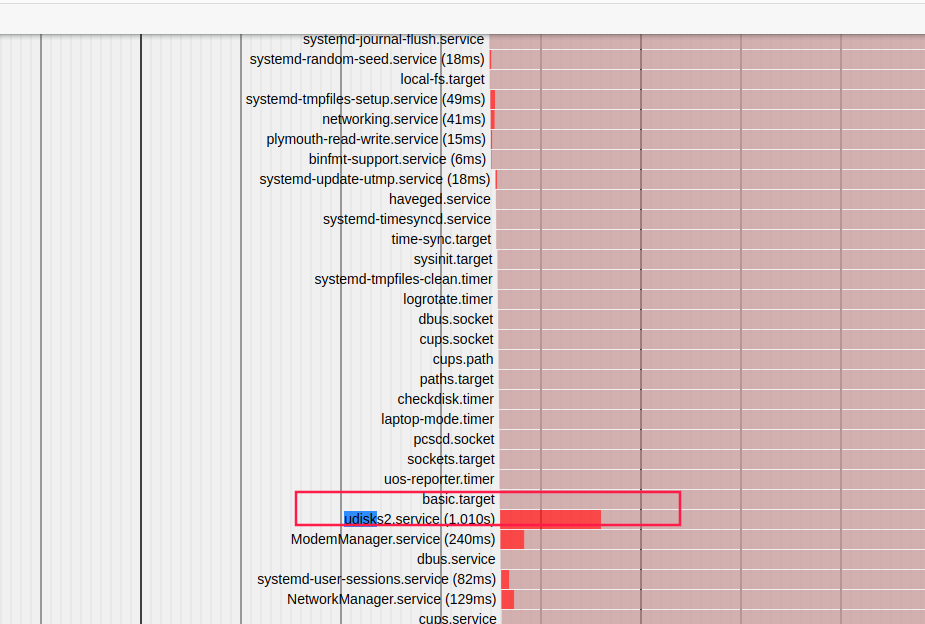 systemd-journal-flush.service
systemd-random-seed.service (18ms)
local-fs.target
systemd-tmpfiles-setup.service (49ms)
networking.service (41ms)
plymouth-read-write.service (15ms)
binfmt-support.service (6ms)
systemd-update-utmp.service (18ms)
haveged.service
systemd-timesyncd.service
time-sync.target
sysinit.target
systemd-tmpfiles-clean.timer
logrotate.timer
dbus.socket
cups.socket
cups.path
paths.target
checkdisk.timer
laptop-mode.timer
pcscd.socket
sockets.target
uos-reporter.timer
basic.target
udisks2.service (1.010s)
ModemManager.service (240ms)
dbus.service
systemd-user-sessions.service (82ms)
NetworkManager.service (129ms)
cups.service